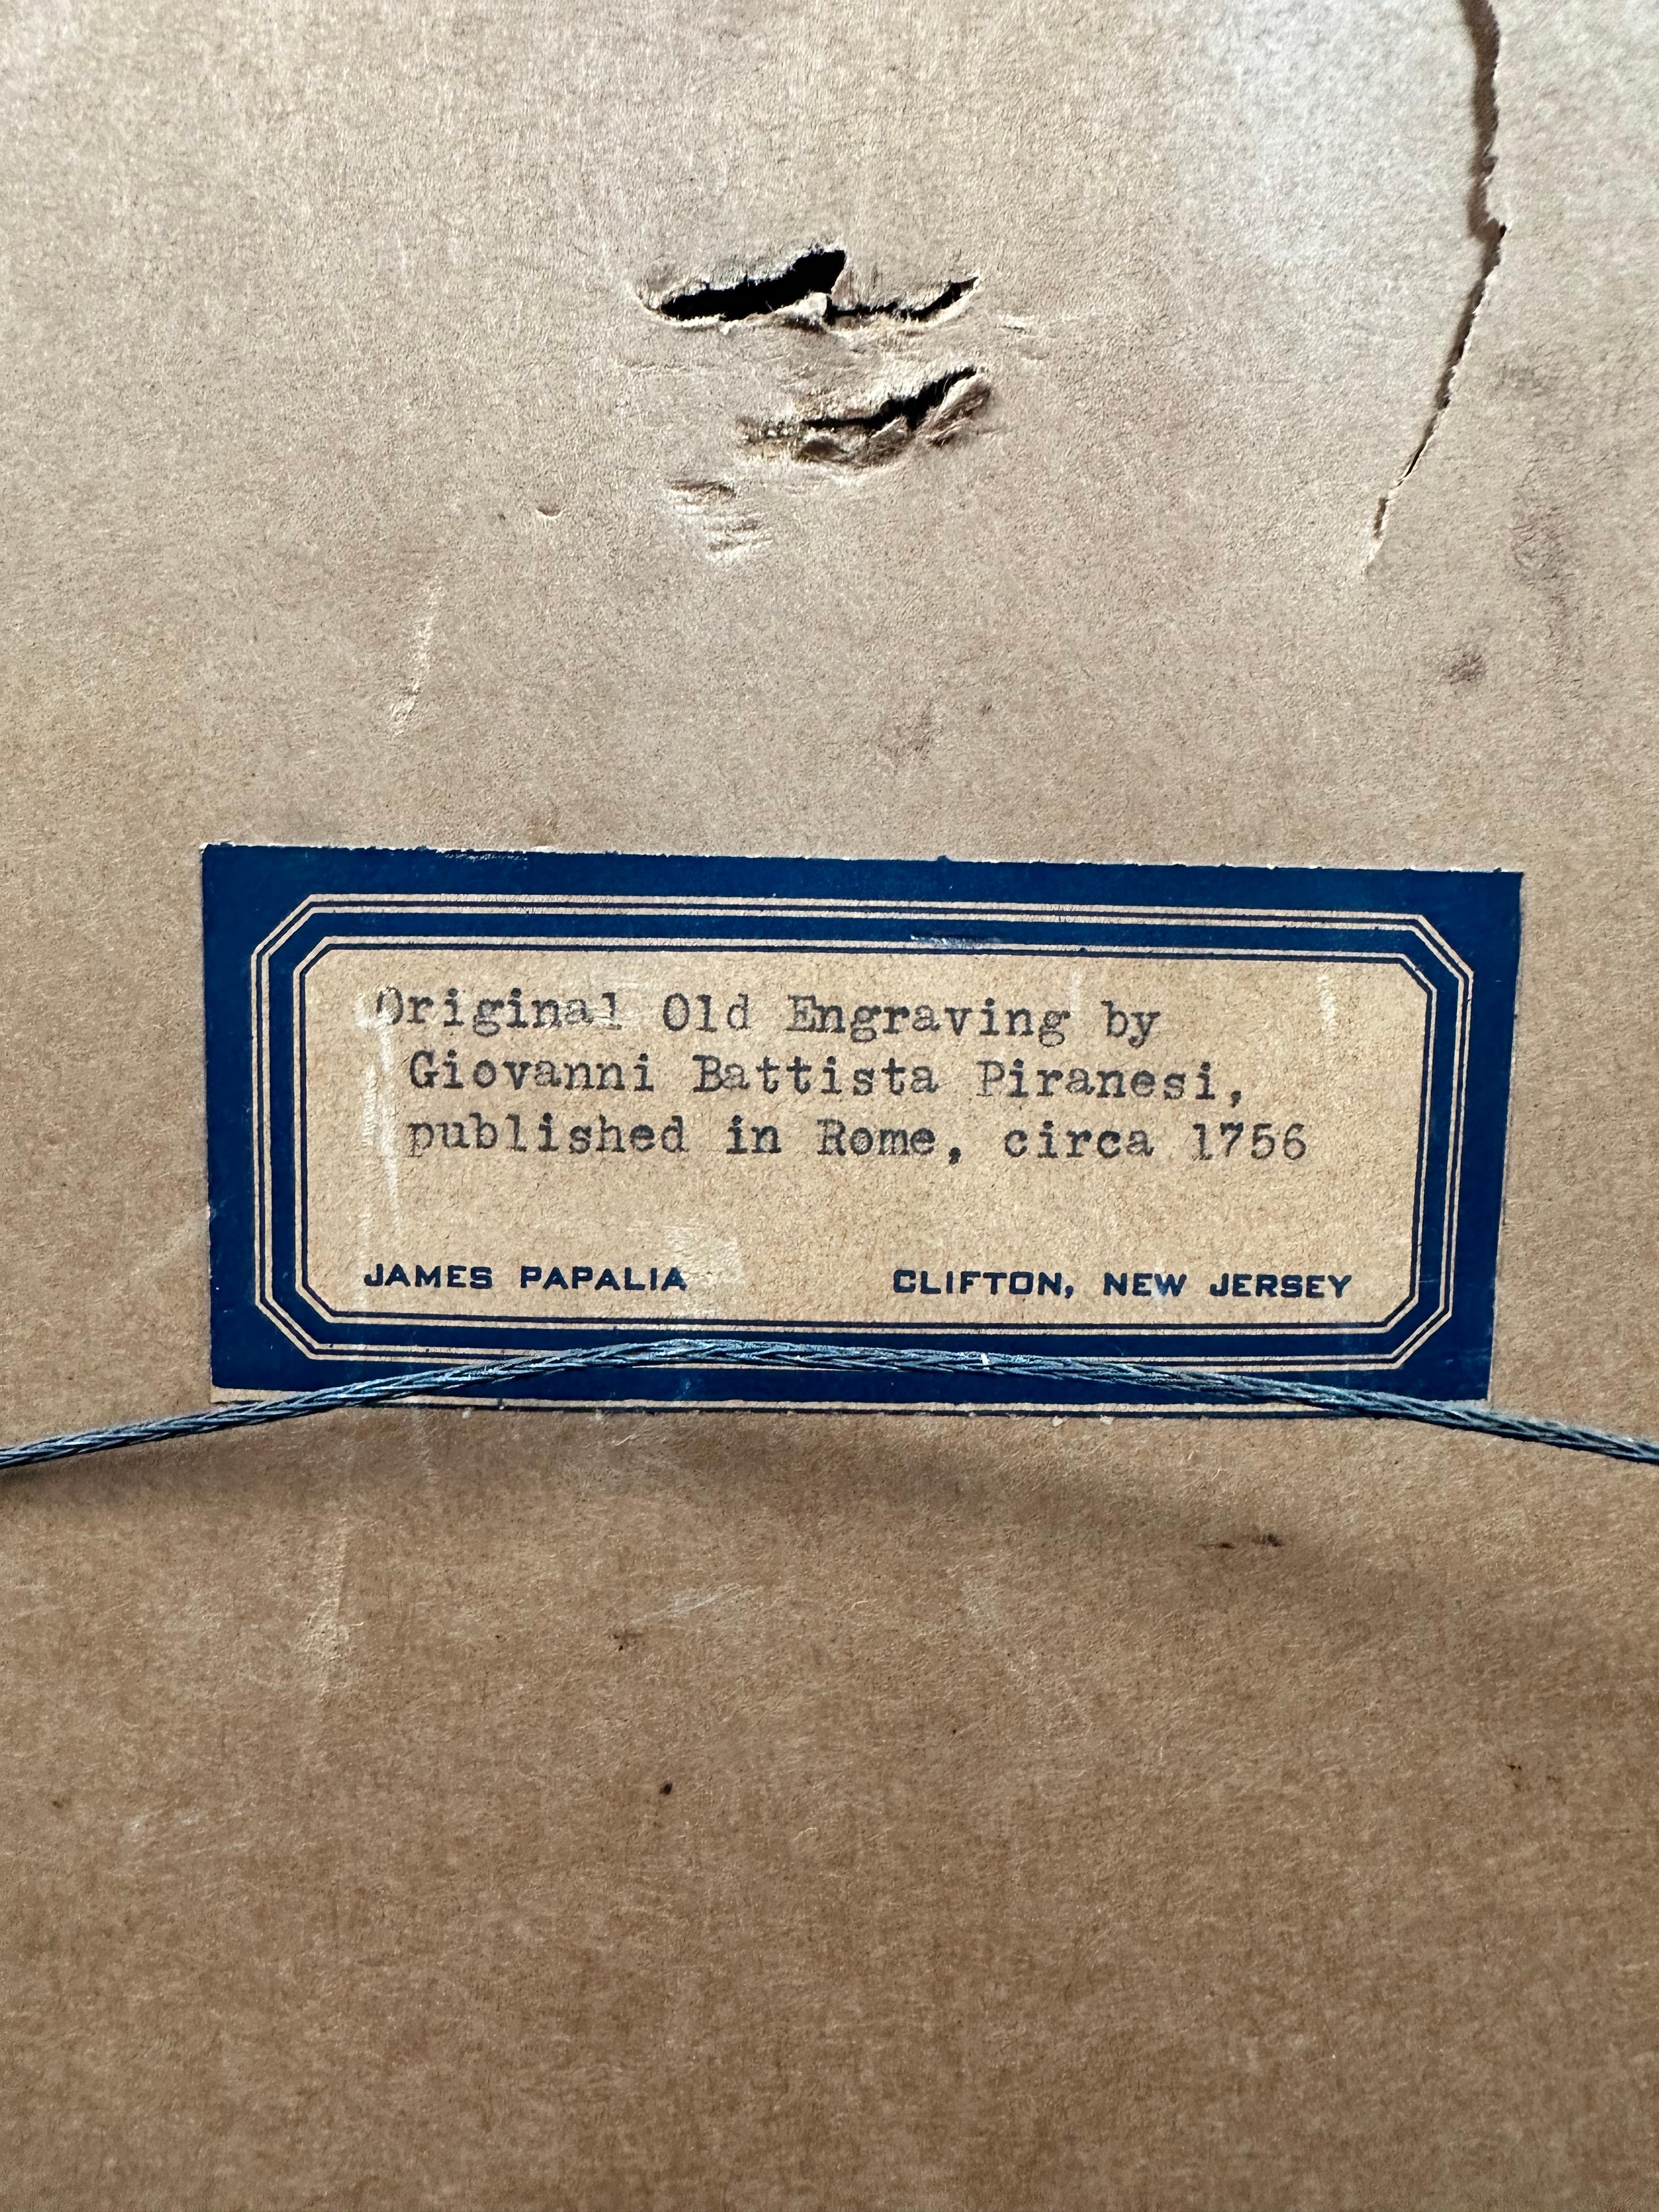 Original Old Engraving by
Giovanni Battista Piranesi,
published in Rome, circa 1756
JAMES PAPALIA CLIFTON, NEW JERSEY